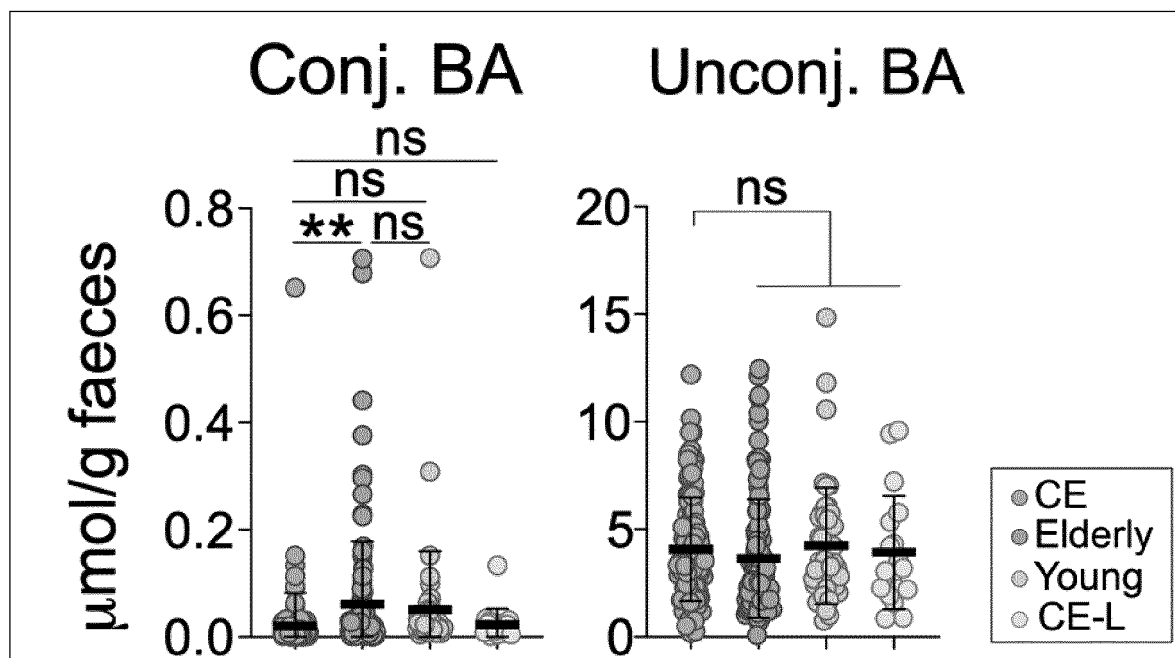 Conj. BA
Unconj. BA
ns
ns
** ns
ns
μmol/g faeces
0.8
0.6
0.4
0.2
0.0
20
15
10
5
0
CE
Elderly
Young
CE-L